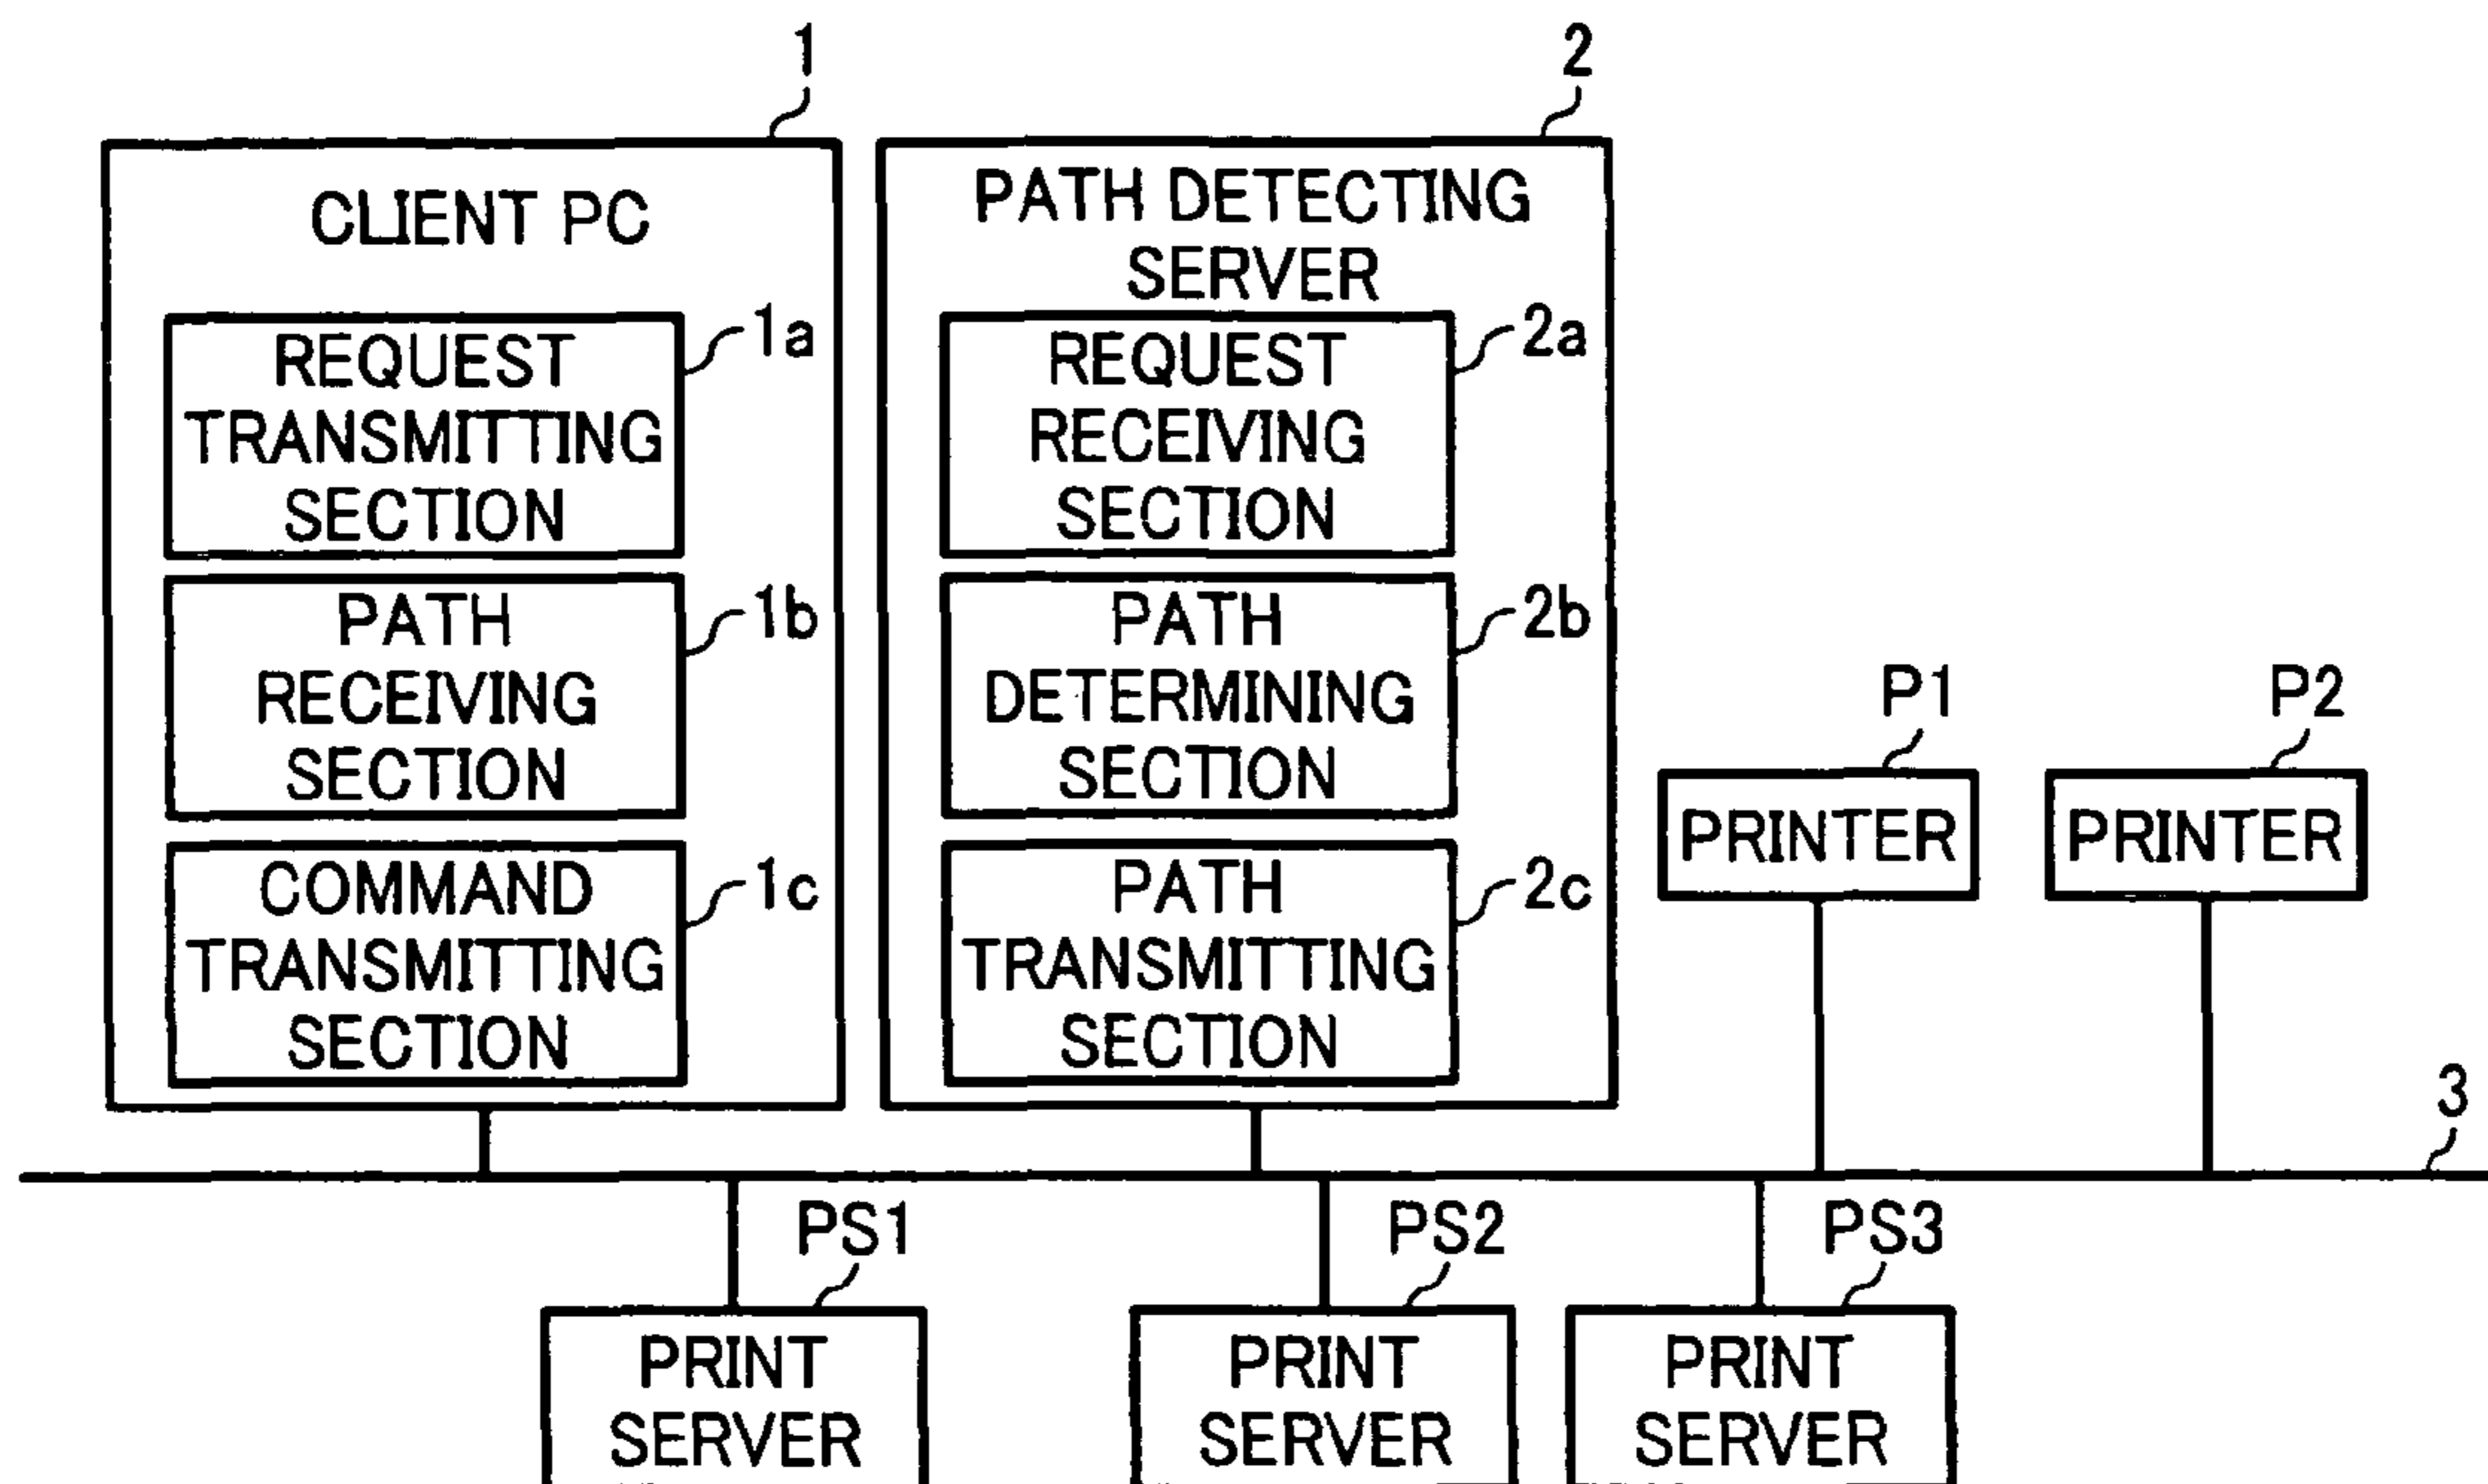 1
CLIENT PC
REQUEST
TRANSMITTING
SECTION
1a
PATH
RECEIVING
SECTION
1b
COMMAND
TRANSMITTING
SECTION
1c
2
PATH DETECTING
SERVER
REQUEST
RECEIVING
SECTION
2a
PATH
DETERMINING
SECTION
2b
PATH
TRANSMITTING
SECTION
2c
P1
PRINTER
P2
PRINTER
3
PS1
PRINT
SERVER
PS2
PRINT
SERVER
PS3
PRINT
SERVER